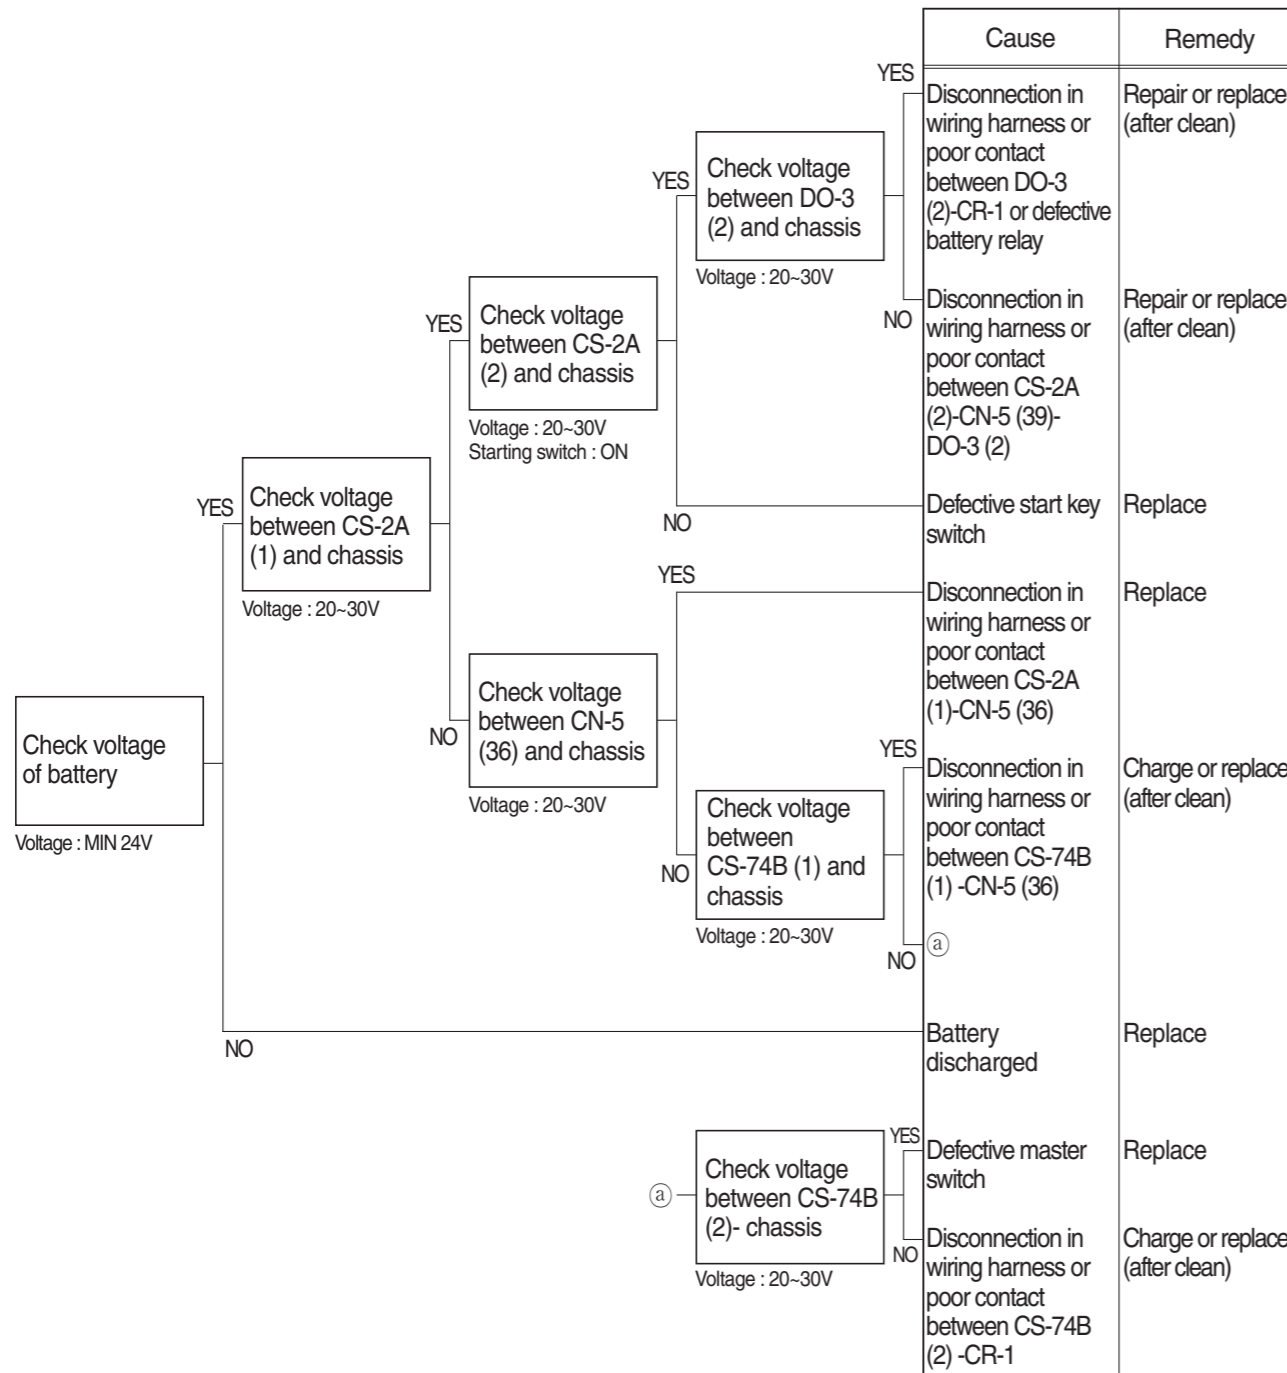 Cause
Remedy
YES
Disconnection in
wiring harness or
poor contact
between DO-3
(2)-CR-1 or defective
battery relay
Repair or replace
(after clean)
YES
Check voltage
between DO-3
(2) and chassis
Voltage : 20~30V
NO
Disconnection in
wiring harness or
poor contact
between CS-2A
(2)-CN-5 (39)-
DO-3 (2)
Repair or replace
(after clean)
YES
Check voltage
between CS-2A
(2) and chassis
Voltage : 20~30V
Starting switch : ON
NO
Defective start key
switch
Replace
YES
Check voltage
between CS-2A
(1) and chassis
Voltage : 20~30V
YES
Disconnection in
wiring harness or
poor contact
between CS-2A
(1)-CN-5 (36)
Replace
NO
Check voltage
between CN-5
(36) and chassis
Voltage : 20~30V
Check voltage
of battery
Voltage : MIN 24V
YES
Disconnection in
wiring harness or
poor contact
between CS-74B
(1) -CN-5 (36)
Charge or replace
(after clean)
NO
Check voltage
between
CS-74B (1) and
chassis
Voltage : 20~30V
NO
ⓐ
NO
Battery
discharged
Replace
ⓐ
Check voltage
between CS-74B
(2)- chassis
Voltage : 20~30V
YES
Defective master
switch
Replace
NO
Disconnection in
wiring harness or
poor contact
between CS-74B
(2) -CR-1
Charge or replace
(after clean)